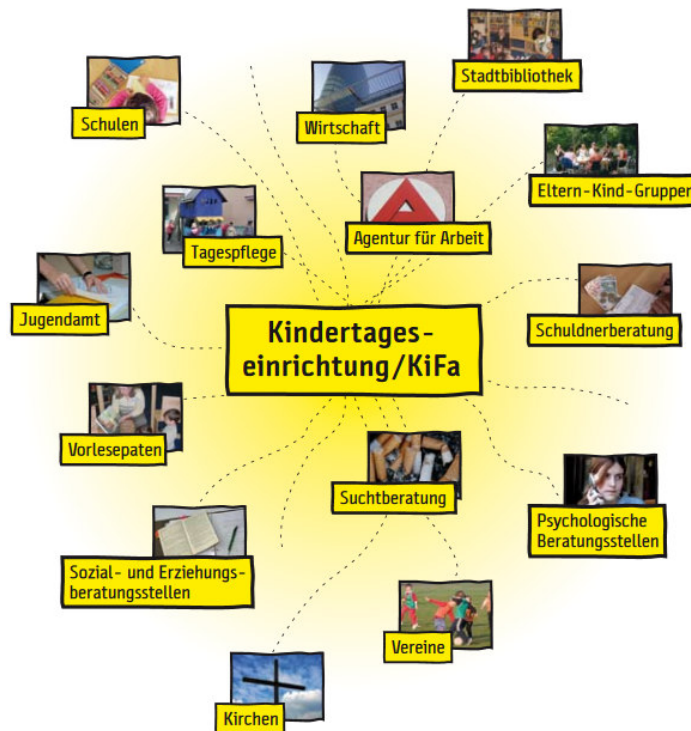 Stadtbibliothek
Schulen
Wirtschaft
Eltern-Kind-Gruppen
Tagespflege
Agentur für Arbeit
Jugendamt
Kindertages-
einrichtung/KiFa
Schuldnerberatung
Vorlesepaten
Suchtberatung
Psychologische
Beratungsstellen
Sozial- und Erziehungs-
beratungsstellen
Vereine
Kirchen